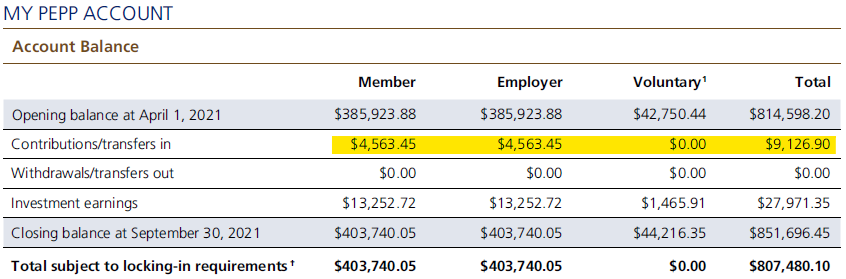 MY PEPP ACCOUNT
Account Balance
Member Employer Voluntary¹ Total
Opening balance at April 1, 2021 $385,923.88 $385,923.88 $42,750.44 $814,598.20
Contributions/transfers in $4,563.45 $4,563.45 $0.00 $9,126.90
Withdrawals/transfers out $0.00 $0.00 $0.00 $0.00
Investment earnings $13,252.72 $13,252.72 $1,465.91 $27,971.35
Closing balance at September 30, 2021 $403,740.05 $403,740.05 $44,216.35 $851,696.45
Total subject to locking-in requirements† $403,740.05 $403,740.05 $0.00 $807,480.10